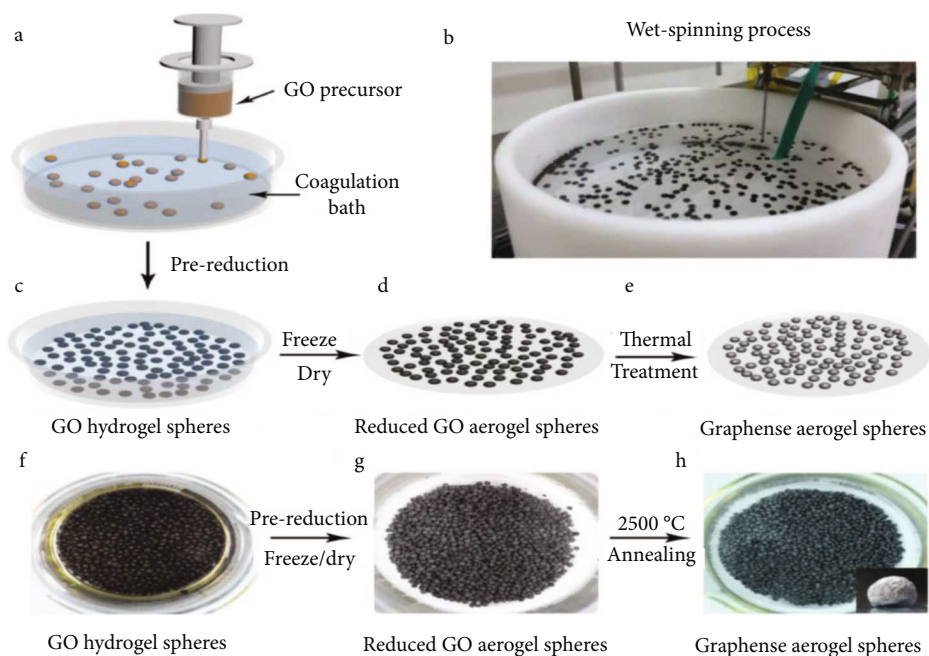 a
GO precursor
Coagulation
bath
b
Wet-spinning process
Pre-reduction
c
GO hydrogel spheres
Freeze
Dry
d
Reduced GO aerogel spheres
Thermal
Treatment
e
Graphense aerogel spheres
f
GO hydrogel spheres
Pre-reduction
Freeze/dry
g
Reduced GO aerogel spheres
2500 °C
Annealing
h
Graphense aerogel spheres